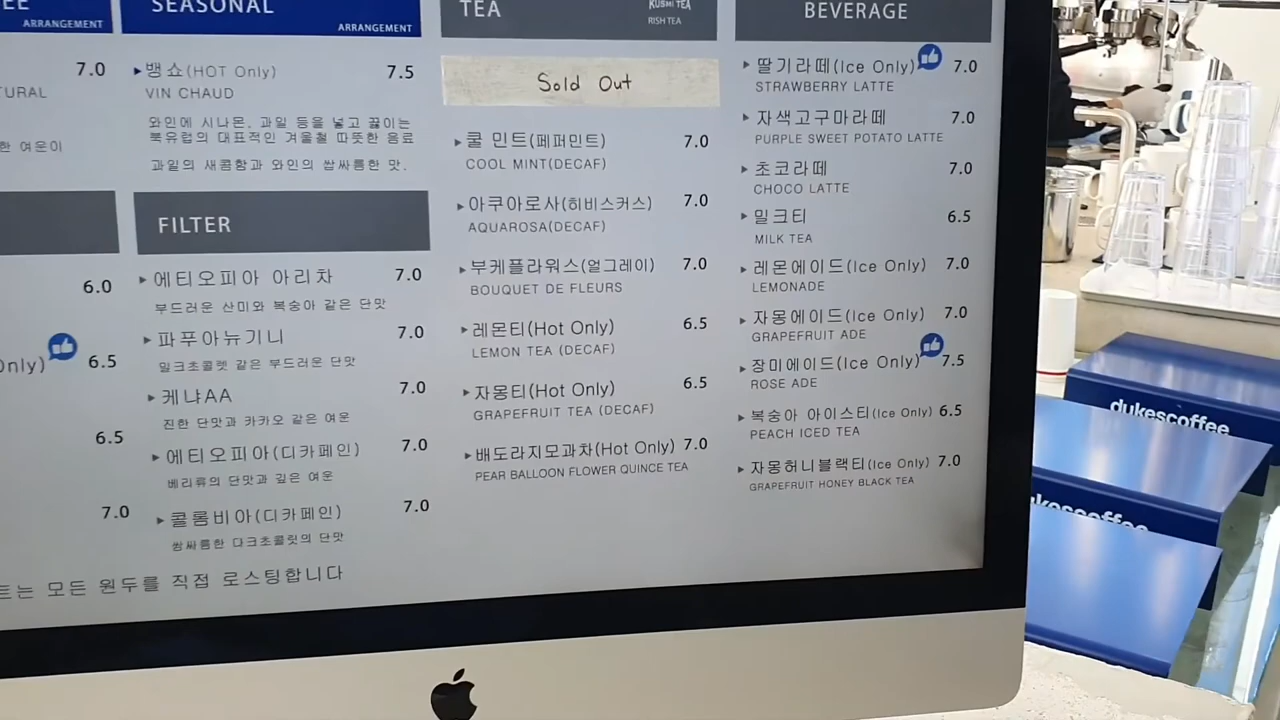 EE
ARRANGEMENT
7.0
TURAL
한 여운이
6.0
Only)
6.5
6.5
7.0
트는 모든 원두를 직접 로스팅합니다
SEASONAL
ARRANGEMENT
뱅 쇼(HOT Only) 7.5
VIN CHAUD
와인에 시나몬, 과일 등을 넣고 끓이는
북유럽의 대표적인 겨울철 따뜻한 음료
과일의 새콤함과 와인의 쌉싸름한 맛.
FILTER
에티오피아 아리차 7.0
부드러운 산미와 복숭아 같은 단맛
파푸아뉴기니 7.0
밀크초콜렛 같은 부드러운 단맛
케냐AA 7.0
진한 단맛과 카카오 같은 여운
에티오피아(디카페인) 7.0
베리류의 단맛과 깊은 여운
콜롬비아(디카페인) 7.0
쌉싸름한 다크초콜릿의 단맛
TEA
KUSMI TEA
RISH TEA
Sold Out
쿨 민트(페퍼민트) 7.0
COOL MINT(DECAF)
아쿠아로사(히비스커스) 7.0
AQUAROSA(DECAF)
부케플라워스(얼그레이) 7.0
BOUQUET DE FLEURS
레몬티(Hot Only) 6.5
LEMON TEA (DECAF)
자몽티(Hot Only) 6.5
GRAPEFRUIT TEA (DECAF)
배도라지모과차(Hot Only) 7.0
PEAR BALLOON FLOWER QUINCE TEA
BEVERAGE
딸기라떼(Ice Only) 7.0
STRAWBERRY LATTE
자색고구마라떼 7.0
PURPLE SWEET POTATO LATTE
초코라떼 7.0
CHOCO LATTE
밀크티 6.5
MILK TEA
레몬에이드(Ice Only) 7.0
LEMONADE
자몽에이드(Ice Only) 7.0
GRAPEFRUIT ADE
장미에이드(Ice Only) 7.5
ROSE ADE
복숭아 아이스티(Ice Only) 6.5
PEACH ICED TEA
자몽허니블랙티(Ice Only) 7.0
GRAPEFRUIT HONEY BLACK TEA
dukescoffee
ukescoffee